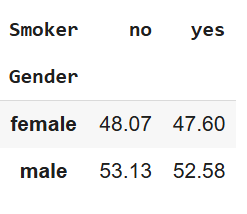 Smoker no yes
Gender
female 48.07 47.60
male 53.13 52.58